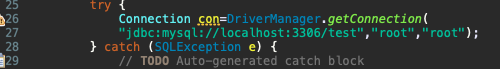 25 try {
26 Connection con=DriverManager.getConnection(
27 "jdbc:mysql://localhost:3306/test","root","root");
28 } catch (SQLException e) {
29 // TODO Auto-generated catch block